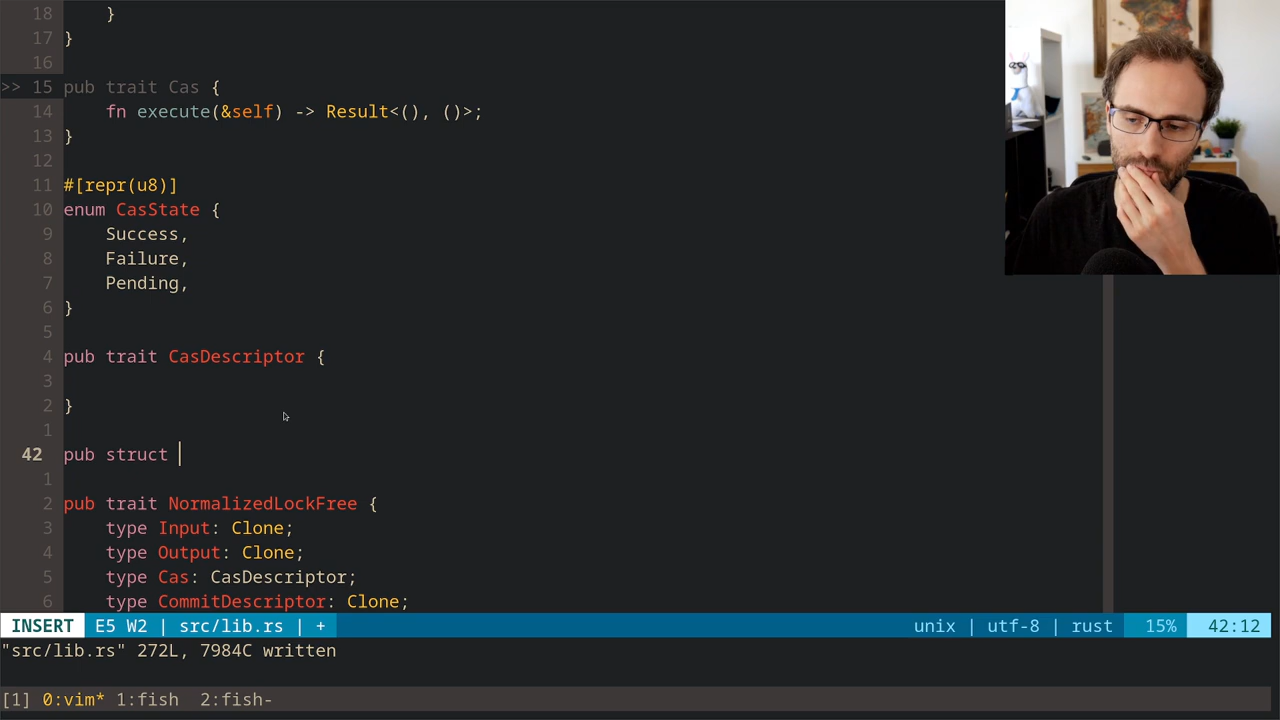 18     }
17 }
16
>> 15 pub trait Cas {
14     fn execute(&self) -> Result<(), ()>;
13 }
12
11 #[repr(u8)]
10 enum CasState {
9     Success,
8     Failure,
7     Pending,
6 }
5
4 pub trait CasDescriptor {
3
2 }
1
42 pub struct
1
2 pub trait NormalizedLockFree {
3     type Input: Clone;
4     type Output: Clone;
5     type Cas: CasDescriptor;
6     type CommitDescriptor: Clone;
INSERT E5 W2 | src/lib.rs | + unix | utf-8 | rust 15% 42:12
"src/lib.rs" 272L, 7984C written
[1] 0:vim* 1:fish 2:fish-